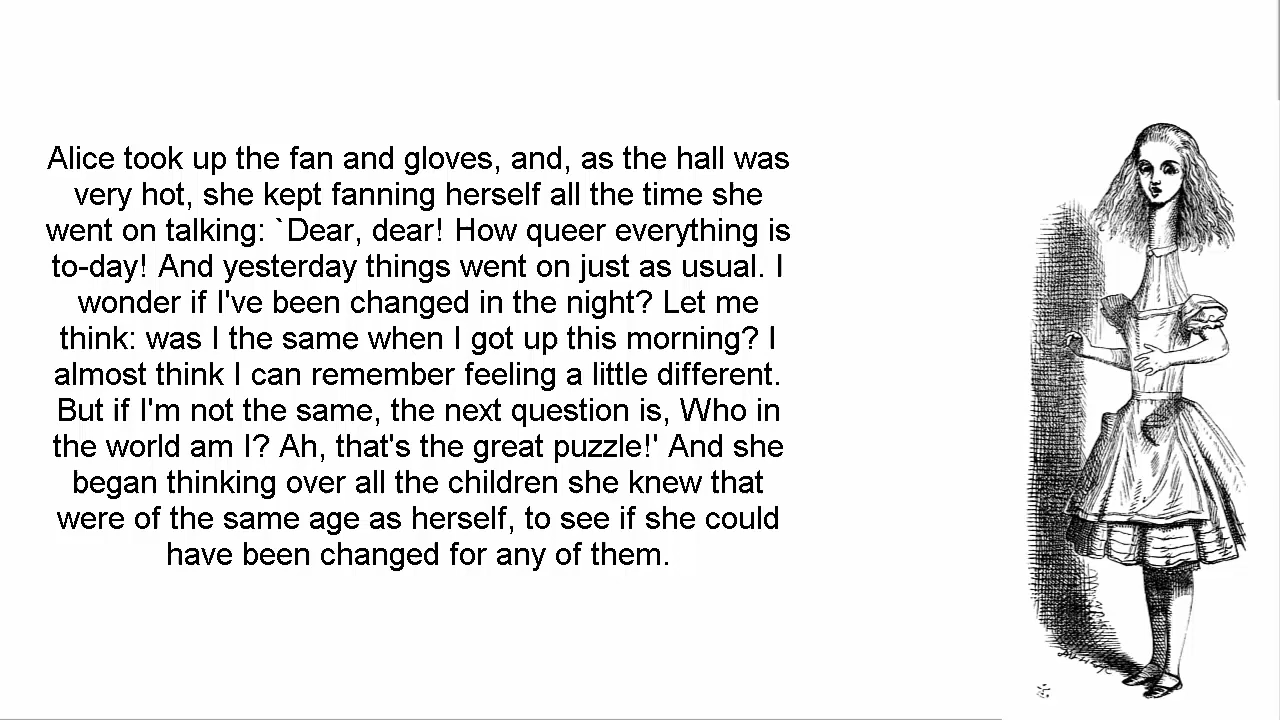 Alice took up the fan and gloves, and, as the hall was
very hot, she kept fanning herself all the time she
went on talking: `Dear, dear! How queer everything is
to-day! And yesterday things went on just as usual. I
wonder if I've been changed in the night? Let me
think: was I the same when I got up this morning? I
almost think I can remember feeling a little different.
But if I'm not the same, the next question is, Who in
the world am I? Ah, that's the great puzzle!' And she
began thinking over all the children she knew that
were of the same age as herself, to see if she could
have been changed for any of them.